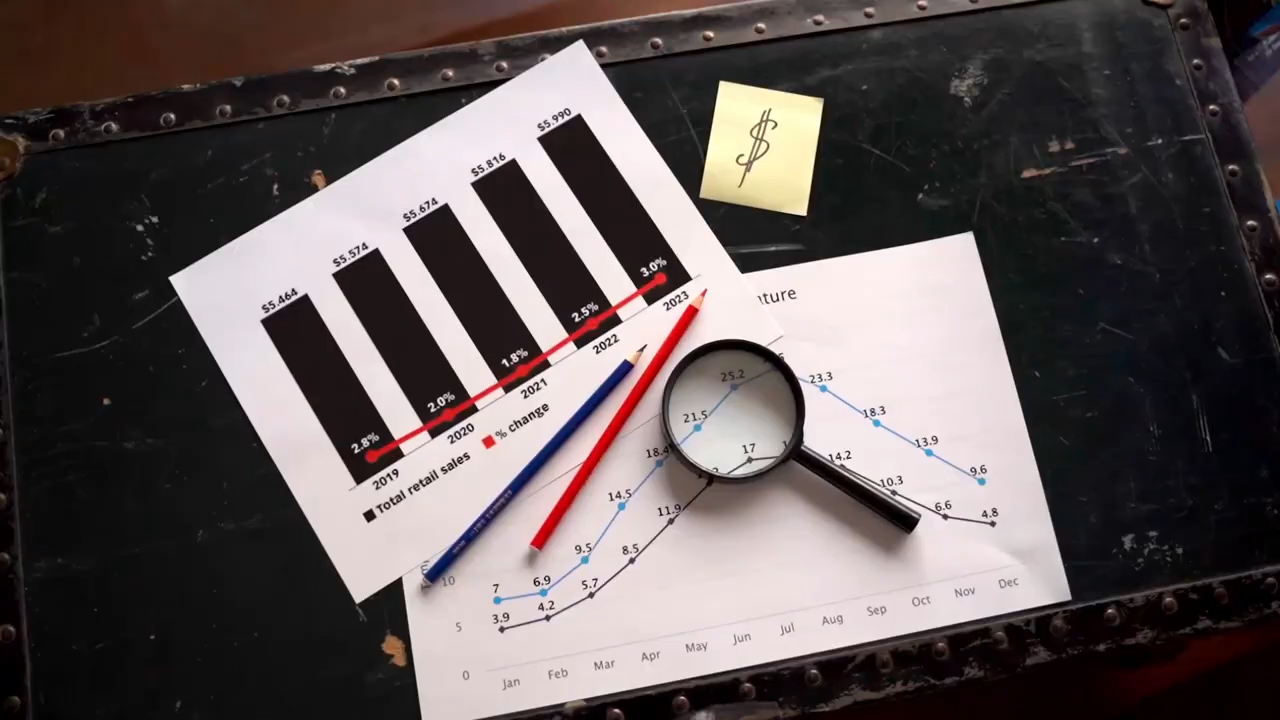 $5.464 $5.574 $5.674 $5.816 $5.990
2.8% 2.0% 1.8% 2.5% 3.0%
2019 2020 2021 2022 2023
Total retail sales % change
$
7 6.9 9.5 14.5 18.4 21.5 25.2 23.3 18.3 13.9 9.6
3.9 4.2 5.7 8.5 11.9 17 14.2 10.3 6.6 4.8
10
5
0
Jan Feb Mar Apr May Jun Jul Aug Sep Oct Nov Dec